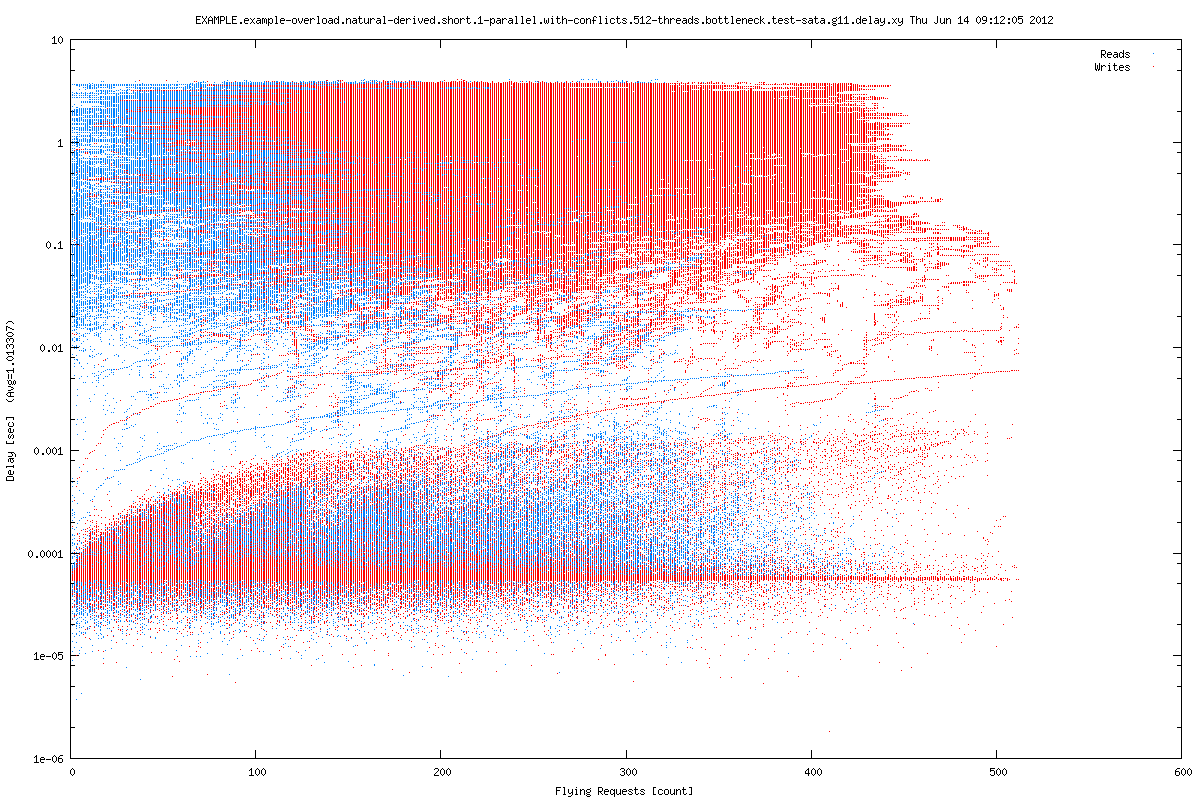 EXAMPLE.example-overload.natural-derived.short.1-parallel.with-conflicts.512-threads.bottleneck.test-sata.g11.delay.xy Thu Jun 14 09:12:05 2012
Reads
Writes
10
1
0.1
0.01
0.001
0.0001
1e-05
1e-06
Delay [sec] (Avg=1.013307)
0 100 200 300 400 500 600
Flying Requests [count]